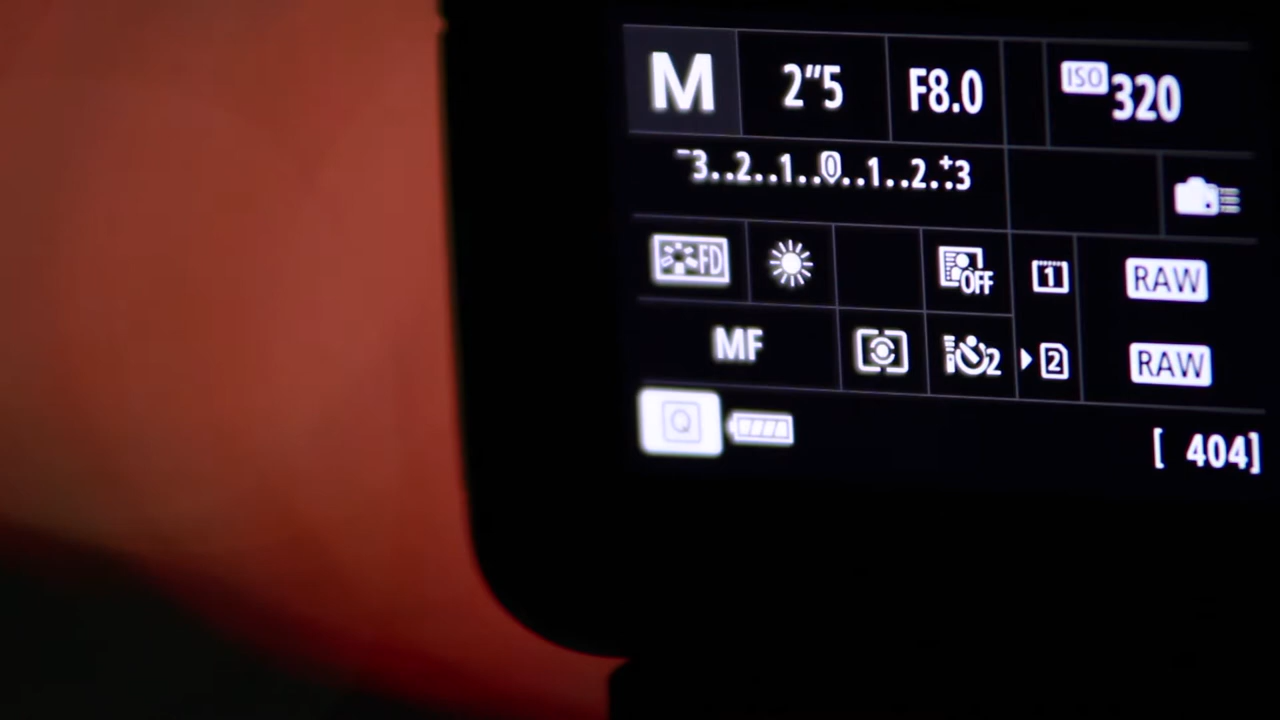 M 2"5 F8.0 ISO 320
-3..2..1..0..1..2..+3
FD OFF 1 RAW
MF 2 2 RAW
Q [ 404]